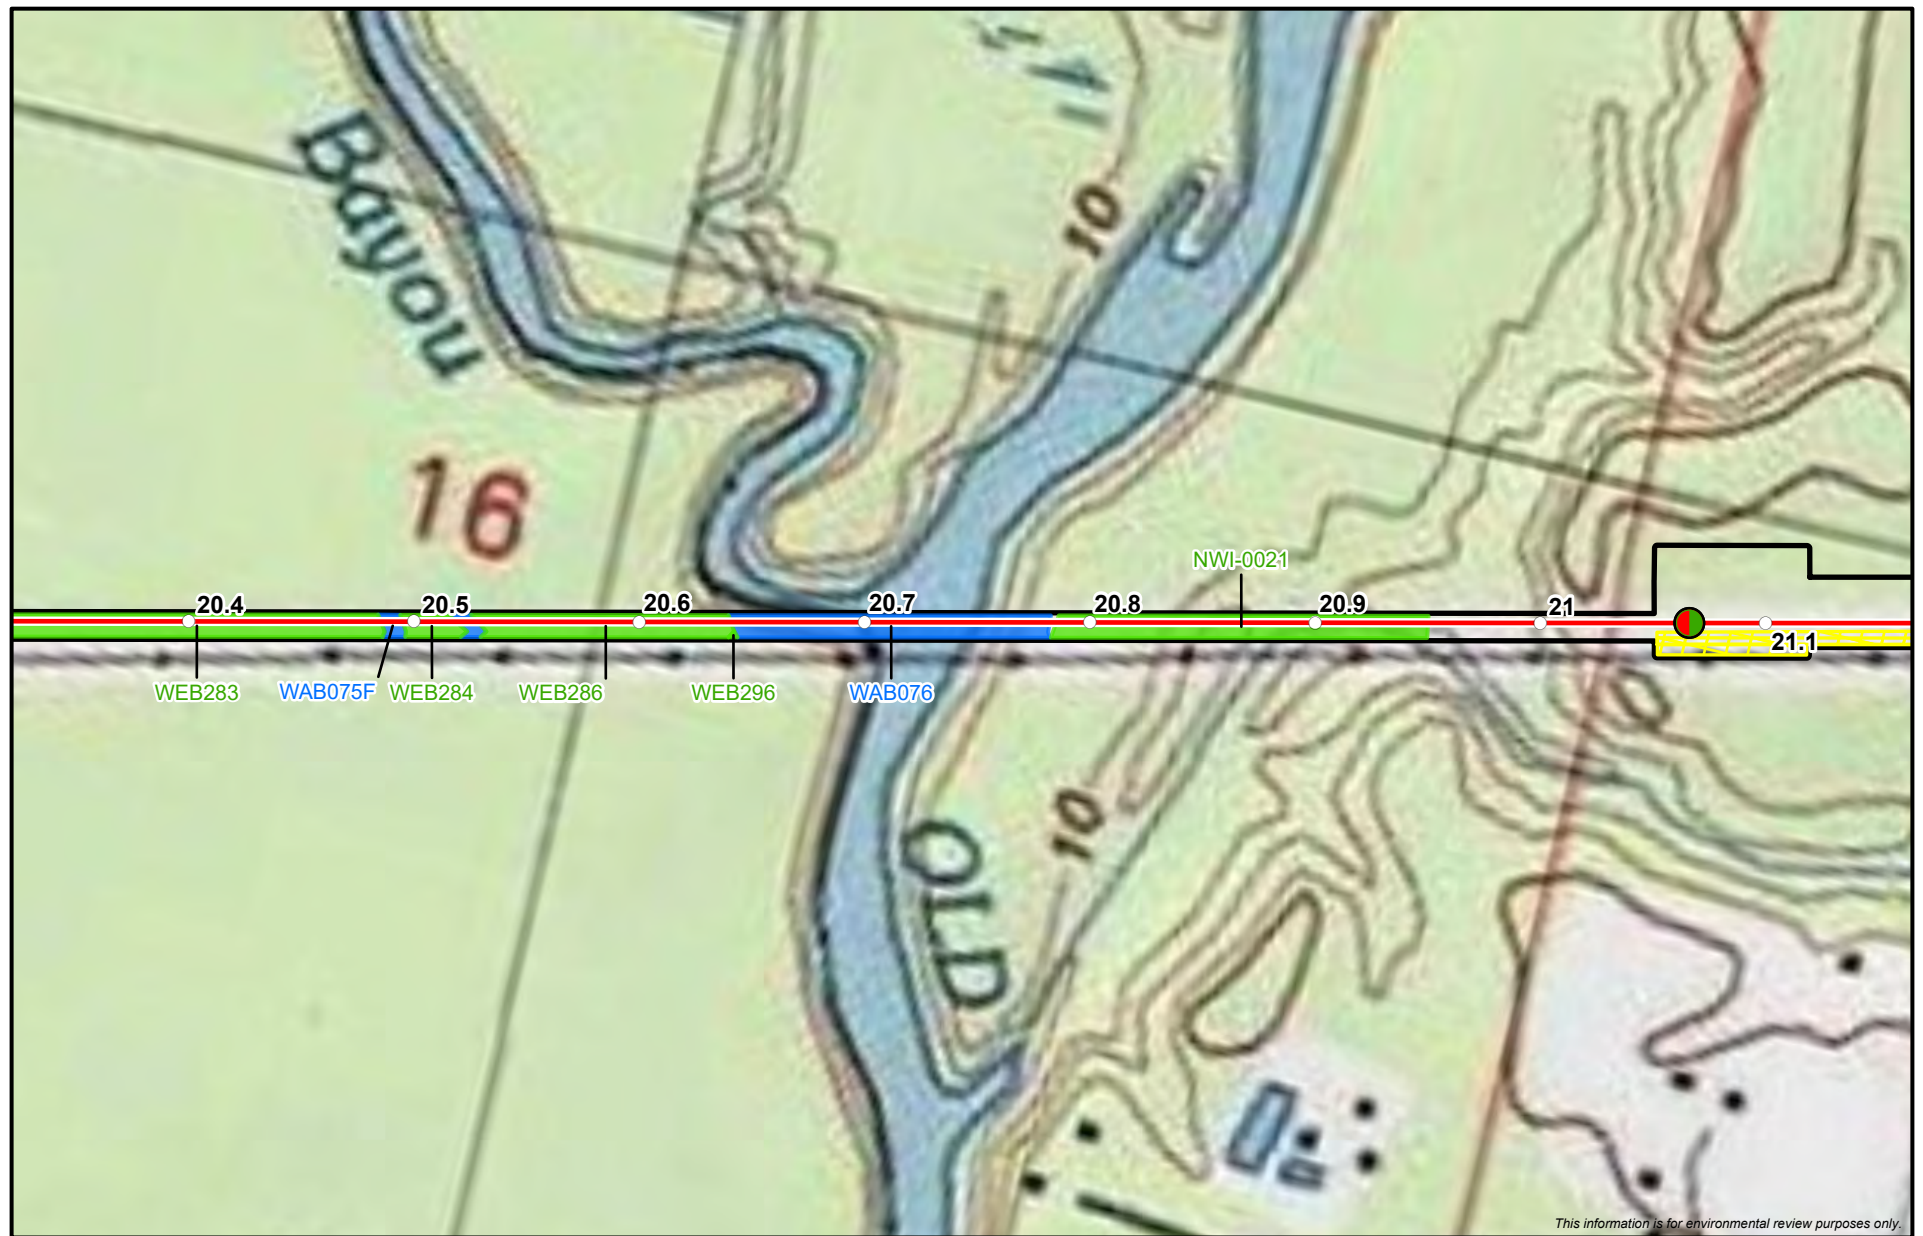 Bayou
10
16
NWI-0021
20.4
20.5
20.6
20.7
20.8
20.9
21
21.1
WEB283
WAB075F
WEB284
WEB286
WEB296
WAB076
10
OLD
This information is for environmental review purposes only.